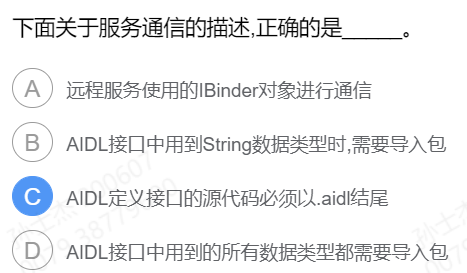 下面关于服务通信的描述,正确的是______。
A 远程服务使用的IBinder对象进行通信
B AIDL接口中用到String数据类型时,需要导入包
C AIDL定义接口的源代码必须以.aidl结尾
D AIDL接口中用到的所有数据类型都需要导入包